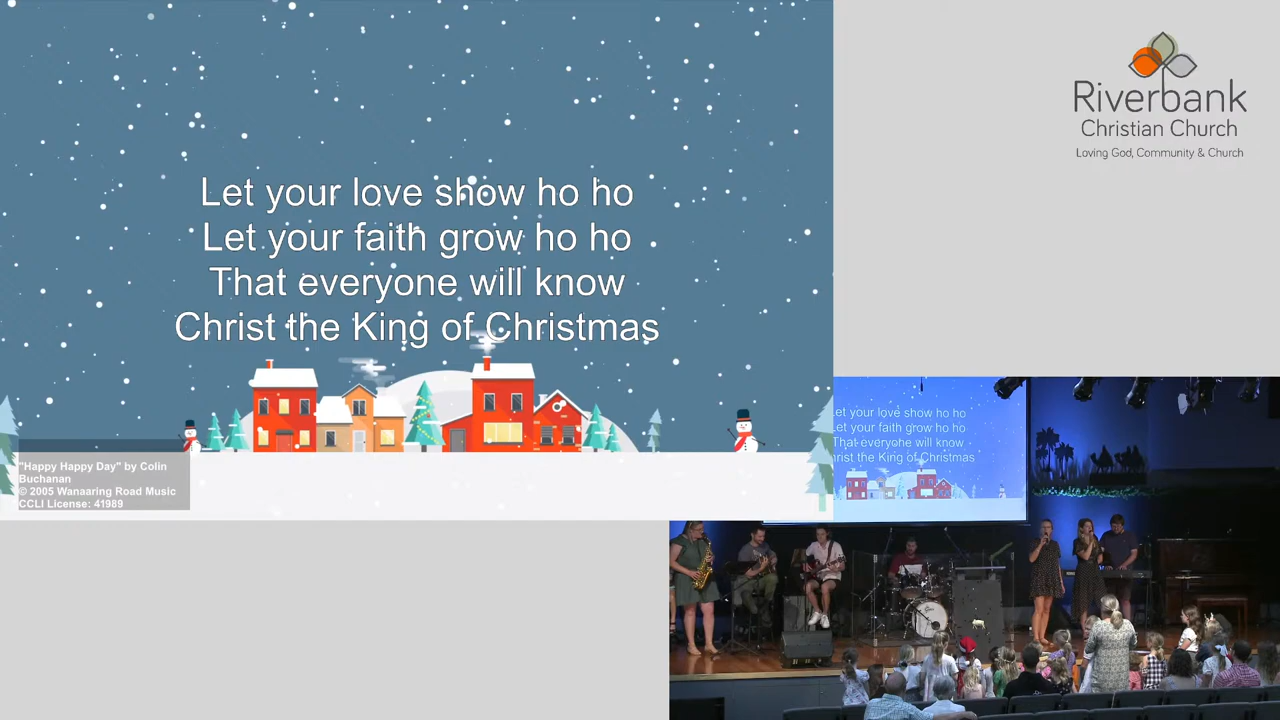 Let your love show ho ho
Let your faith grow ho ho
That everyone will know
Christ the King of Christmas
"Happy Happy Day" by Colin
Buchanan
© 2005 Wanaaring Road Music
CCLI License: 41989
Riverbank
Christian Church
Loving God, Community & Church
et your love show ho ho
Let your faith grow ho ho
That everyone will know
rist the King of Christmas